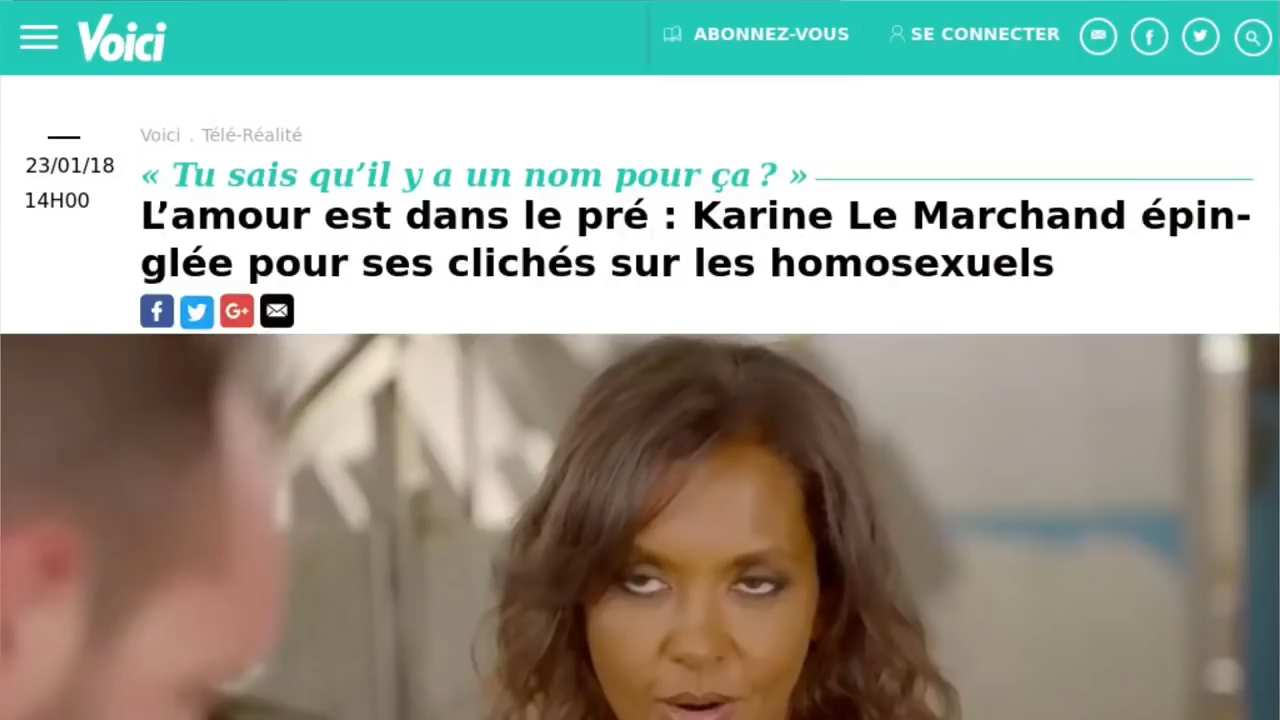 Voici
ABONNEZ-VOUS
SE CONNECTER
Voici . Télé-Réalité
23/01/18
14H00
« Tu sais qu’il y a un nom pour ça ? »
L’amour est dans le pré : Karine Le Marchand épin-
glée pour ses clichés sur les homosexuels